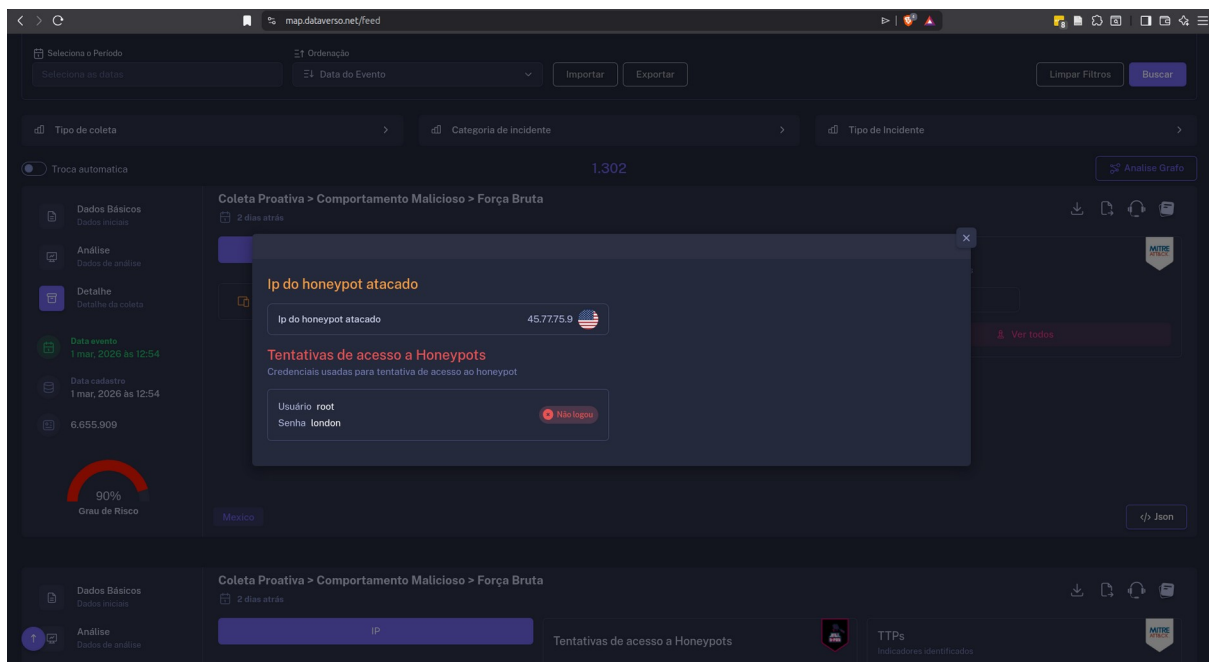 map.dataverso.net/feed
Seleciona o Período
Ordenação
Seleciona as datas
Data do Evento
Importar
Exportar
Limpar Filtros
Buscar
Tipo de coleta
Categoria de incidente
Tipo de Incidente
Troca automatica
1.302
Analise Grafo
Dados Básicos
Dados iniciais
Análise
Dados de análise
Detalhe
Detalhe da coleta
Data evento
1 mar, 2026 às 12:54
Data cadastro
1 mar, 2026 às 12:54
6.655.909
90%
Grau de Risco
Coleta Proativa > Comportamento Malicioso > Força Bruta
2 dias atrás
MITRE
Ver todos
Ip do honeypot atacado
Ip do honeypot atacado 45.77.75.9
Tentativas de acesso a Honeypots
Credenciais usadas para tentativa de acesso ao honeypot
Usuário root
Senha london
Não logou
Mexico
</> Json
Dados Básicos
Dados iniciais
Análise
Dados de análise
Coleta Proativa > Comportamento Malicioso > Força Bruta
2 dias atrás
IP
Tentativas de acesso a Honeypots
TTPs
Indicadores identificados
MITRE